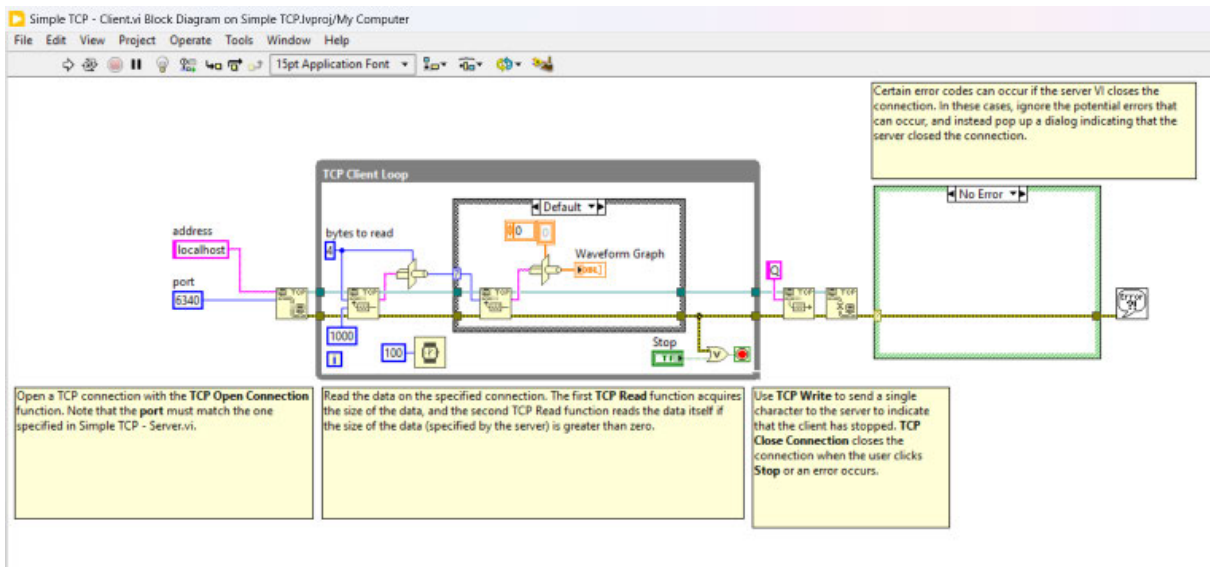 Simple TCP - Client.vi Block Diagram on Simple TCP.lvproj/My Computer
File Edit View Project Operate Tools Window Help
15pt Application Font
Certain error codes can occur if the server VI closes the
connection. In these cases, ignore the potential errors that
can occur, and instead pop up a dialog indicating that the
server closed the connection.
TCP Client Loop
No Error
Default
address
localhost
bytes to read
4
0
0
Waveform Graph
DBL
port
6340
TCP
TCP
TCP
Q
TCP
TCP
Error
?!
1000
i
100
Stop
TF
V
Open a TCP connection with the TCP Open Connection
function. Note that the port must match the one
specified in Simple TCP - Server.vi.
Read the data on the specified connection. The first TCP Read function acquires
the size of the data, and the second TCP Read function reads the data itself if
the size of the data (specified by the server) is greater than zero.
Use TCP Write to send a single
character to the server to indicate
that the client has stopped. TCP
Close Connection closes the
connection when the user clicks
Stop or an error occurs.